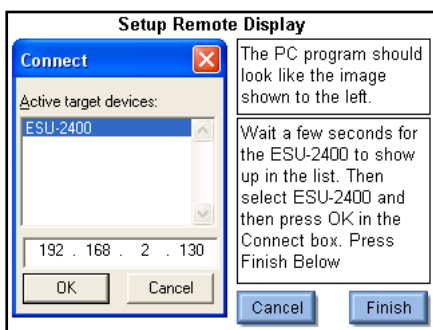 Setup Remote Display
Connect
Active target devices:
ESU-2400
192 . 168 . 2 . 130
OK
Cancel
The PC program should
look like the image
shown to the left.
Wait a few seconds for
the ESU-2400 to show
up in the list. Then
select ESU-2400 and
then press OK in the
Connect box. Press
Finish Below
Cancel
Finish